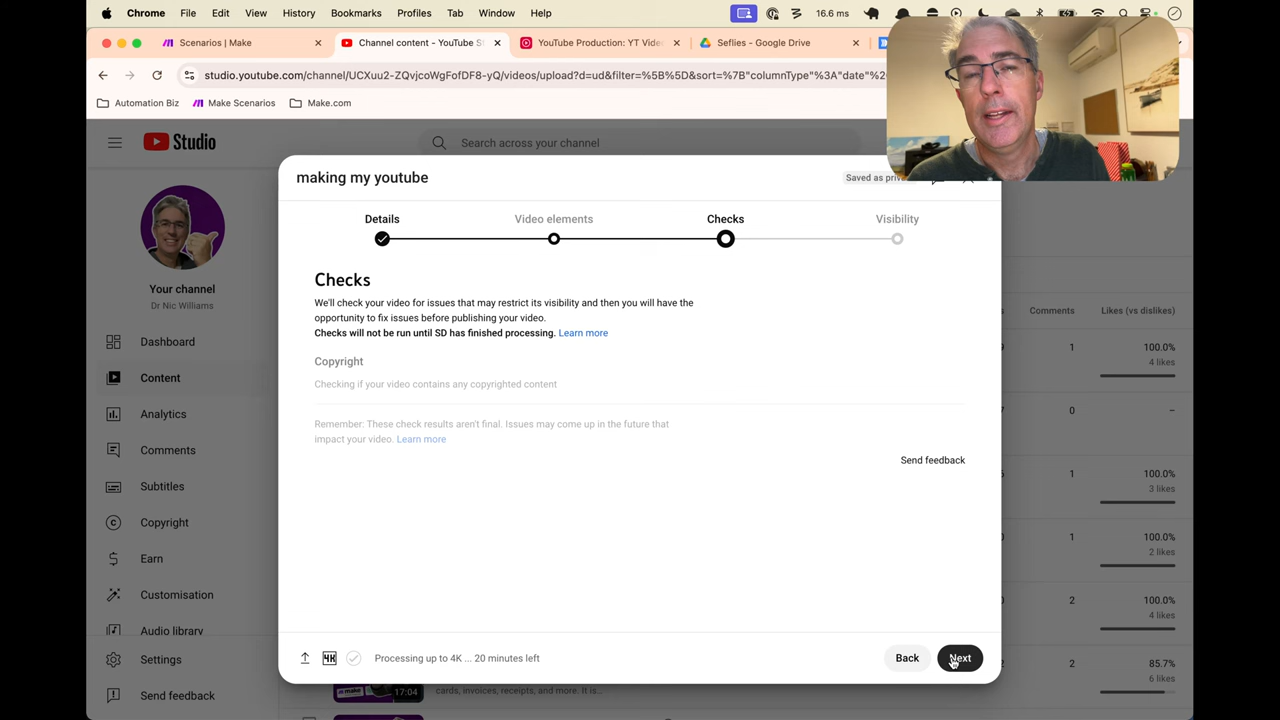 Chrome File Edit View History Bookmarks Profiles Tab Window Help 16.6 ms
Scenarios | Make
Channel content - YouTube S
YouTube Production: YT Vide
Seflies - Google Drive
studio.youtube.com/channel/UCXuu2-ZQvjcoWgFofDF8-yQ/videos/upload?d=ud&filter=%5B%5D&sort=%7B"columnType"%3A"date"%2
Automation Biz Make Scenarios Make.com
Studio
Search across your channel
making my youtube
Saved as priv
Details Video elements Checks Visibility
Your channel
Dr Nic Williams
Dashboard
Content
Analytics
Comments
Subtitles
Copyright
Earn
Customisation
Audio library
Settings
Send feedback
Checks
We'll check your video for issues that may restrict its visibility and then you will have the
opportunity to fix issues before publishing your video.
Checks will not be run until SD has finished processing. Learn more
Copyright
Checking if your video contains any copyrighted content
Remember: These check results aren't final. Issues may come up in the future that
impact your video. Learn more
Send feedback
4K Processing up to 4K ... 20 minutes left
Back Next
Comments Likes (vs dislikes)
1 100.0%
4 likes
0 –
1 100.0%
3 likes
1 100.0%
2 likes
2 100.0%
4 likes
2 85.7%
6 likes
17:04
cards, invoices, receipts, and more. It is...